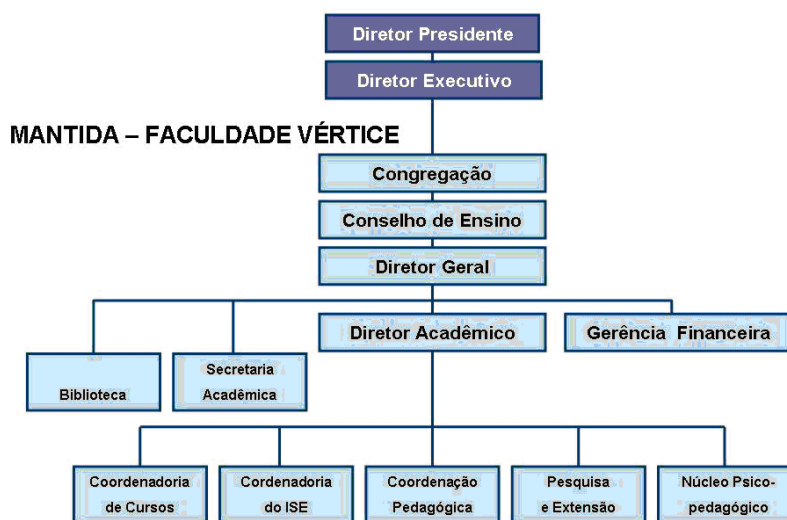 Diretor Presidente
Diretor Executivo
MANTIDA – FACULDADE VÉRTICE
Congregação
Conselho de Ensino
Diretor Geral
Diretor Acadêmico
Gerência Financeira
Biblioteca
Secretaria
Acadêmica
Coordenadoria
de Cursos
Cordenadoria
do ISE
Coordenação
Pedagógica
Pesquisa
e Extensão
Núcleo Psico-
pedagógico